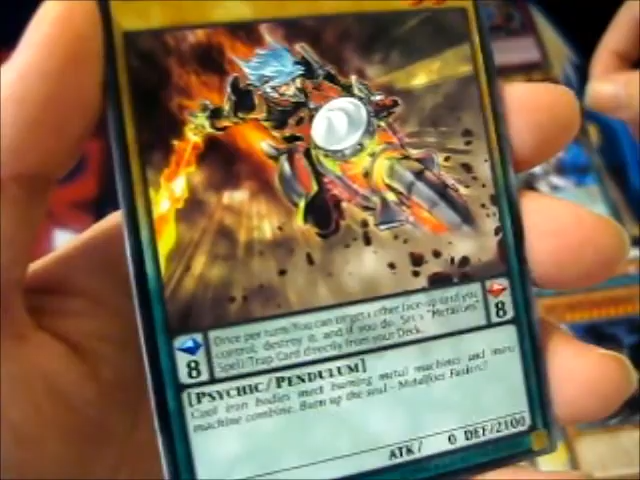 Once per turn: You can target 1 other face-up card you
control; destroy it, and if you do, Set 1 "Metalfoes"
Spell/Trap Card directly from your Deck.
8
8
[PSYCHIC/PENDULUM]
Cool iron bodies meet burning metal machines and man
machine combine. Burn up the soul - Metalfoes Fusion!!
ATK/ 0 DEF/2100